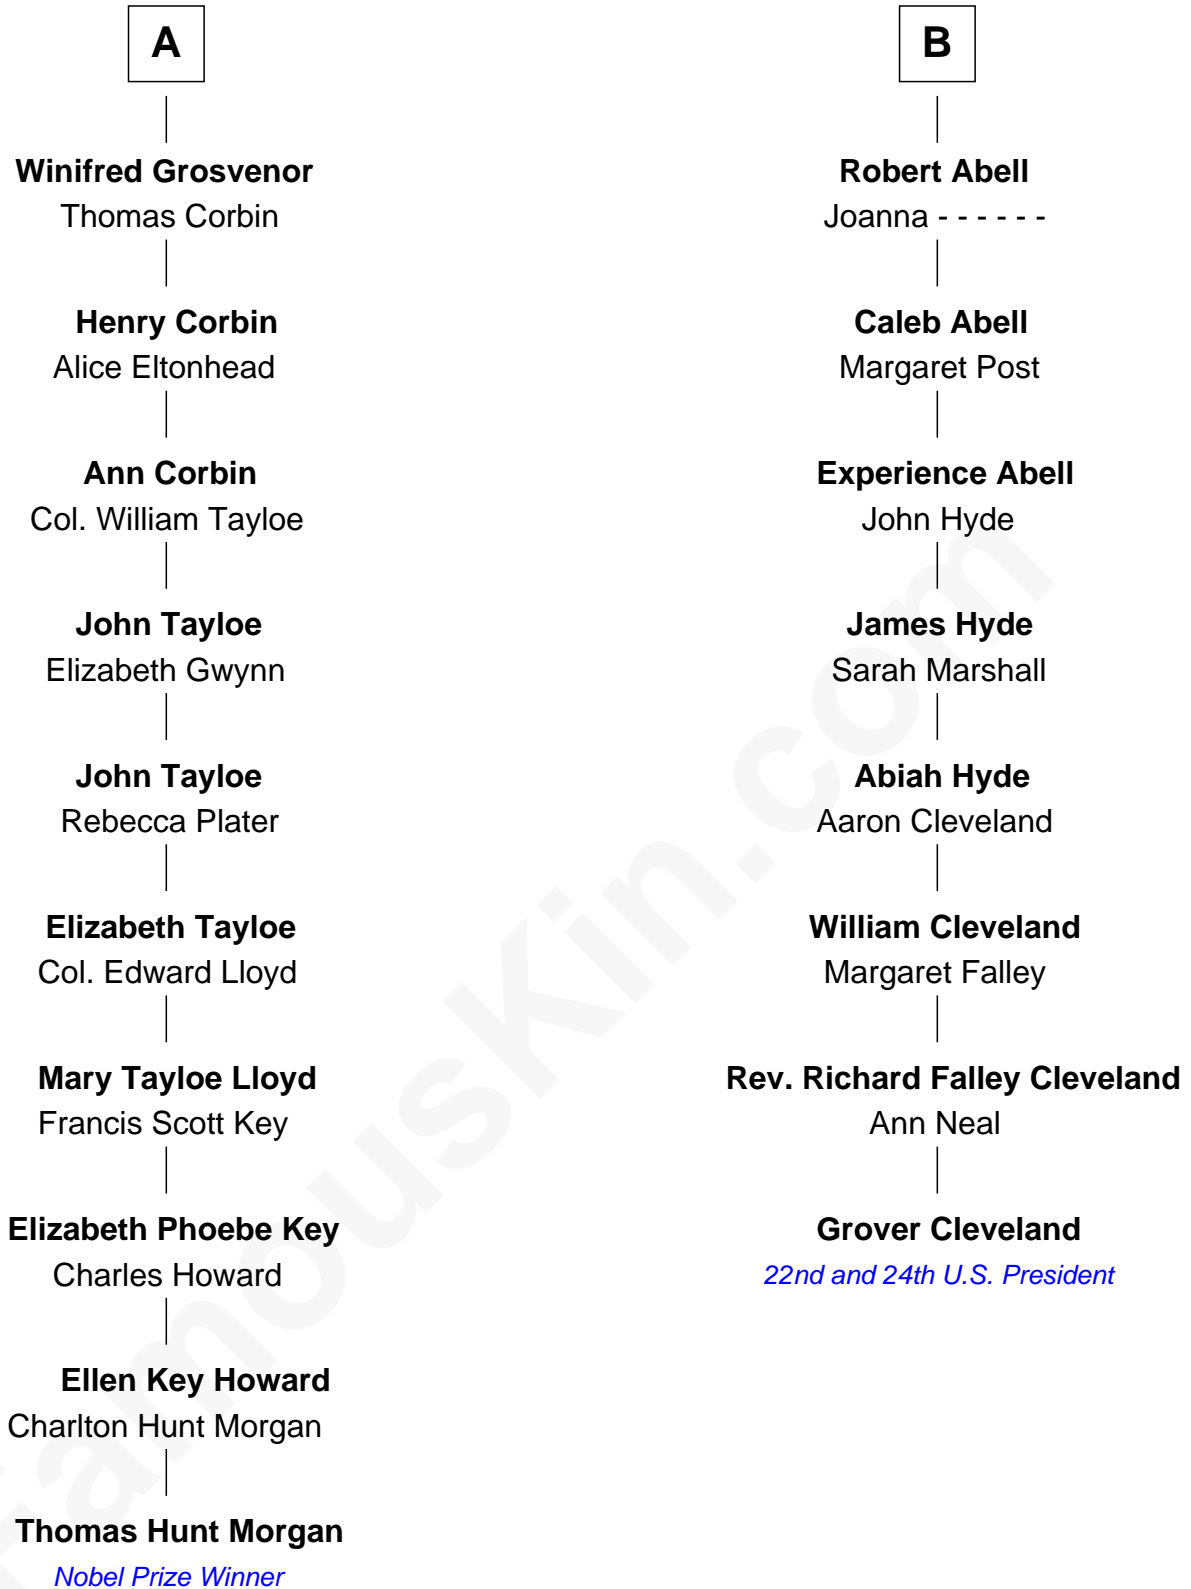 A
Winifred Grosvenor
Thomas Corbin
Henry Corbin
Alice Eltonhead
Ann Corbin
Col. William Tayloe
John Tayloe
Elizabeth Gwynn
John Tayloe
Rebecca Plater
Elizabeth Tayloe
Col. Edward Lloyd
Mary Tayloe Lloyd
Francis Scott Key
Elizabeth Phoebe Key
Charles Howard
Ellen Key Howard
Charlton Hunt Morgan
Thomas Hunt Morgan
Nobel Prize Winner
B
Robert Abell
Joanna - - - - - -
Caleb Abell
Margaret Post
Experience Abell
John Hyde
James Hyde
Sarah Marshall
Abiah Hyde
Aaron Cleveland
William Cleveland
Margaret Falley
Rev. Richard Falley Cleveland
Ann Neal
Grover Cleveland
22nd and 24th U.S. President
FamousKin.com